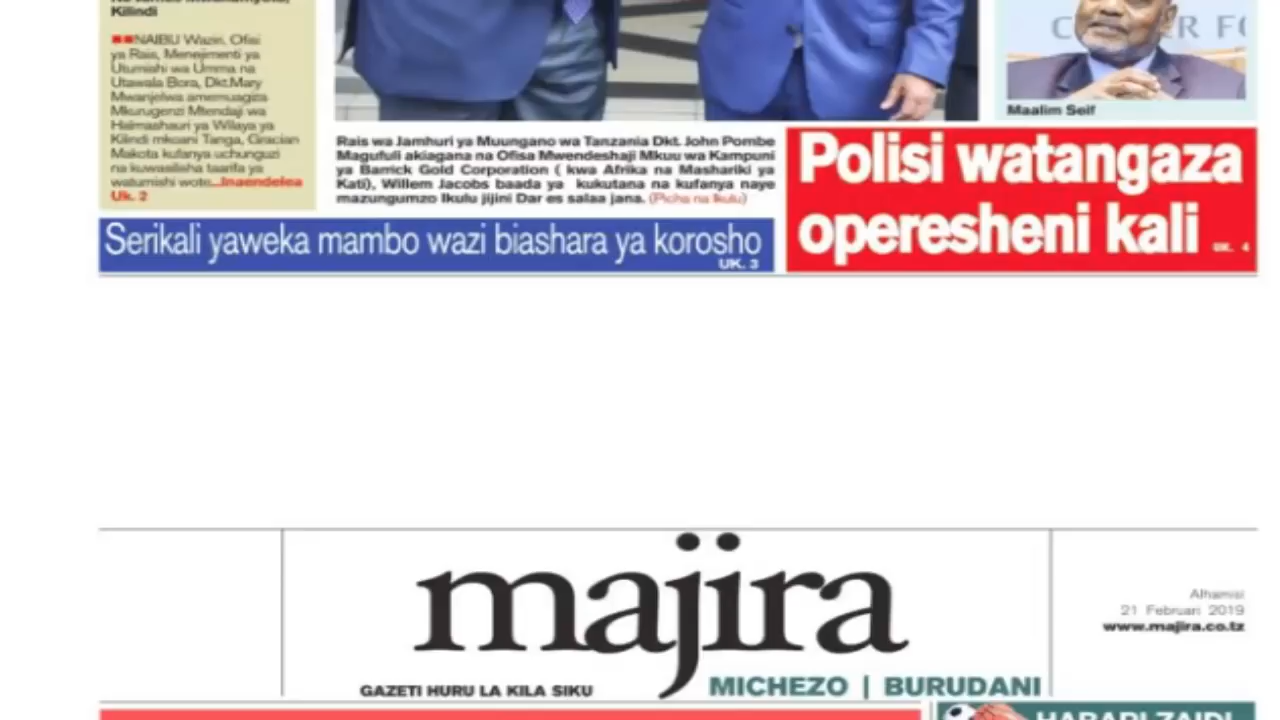 Kilindi
NAIBU Waziri, Ofisi
ya Rais, Menejimenti ya
Utumishi wa Umma na
Utawala Bora, Dkt.Mary
Mwanjelwa amemuagiza
Mkurugenzi Mtendaji wa
Halmashauri ya Wilaya ya
Kilindi mkoani Tanga, Gracian
Makota kufanya uchunguzi
na kuwasilisha taarifa ya
watumishi wote...Inaendelea
Uk. 2
Rais wa Jamhuri ya Muungano wa Tanzania Dkt. John Pombe
Magufuli akiagana na Ofisa Mwendeshaji Mkuu wa Kampuni
ya Barrick Gold Corporation ( kwa Afrika na Mashariki ya
Kati), Willem Jacobs baada ya kukutana na kufanya naye
mazungumzo Ikulu jijini Dar es salaa jana. (Picha na Ikulu)
Maalim Seif
Polisi watangaza
operesheni kali UK. 4
Serikali yaweka mambo wazi biashara ya korosho
UK. 3
majira
Alhamisi
21 Februari 2019
www.majira.co.tz
GAZETI HURU LA KILA SIKU
MICHEZO | BURUDANI
HABARI ZAIDI